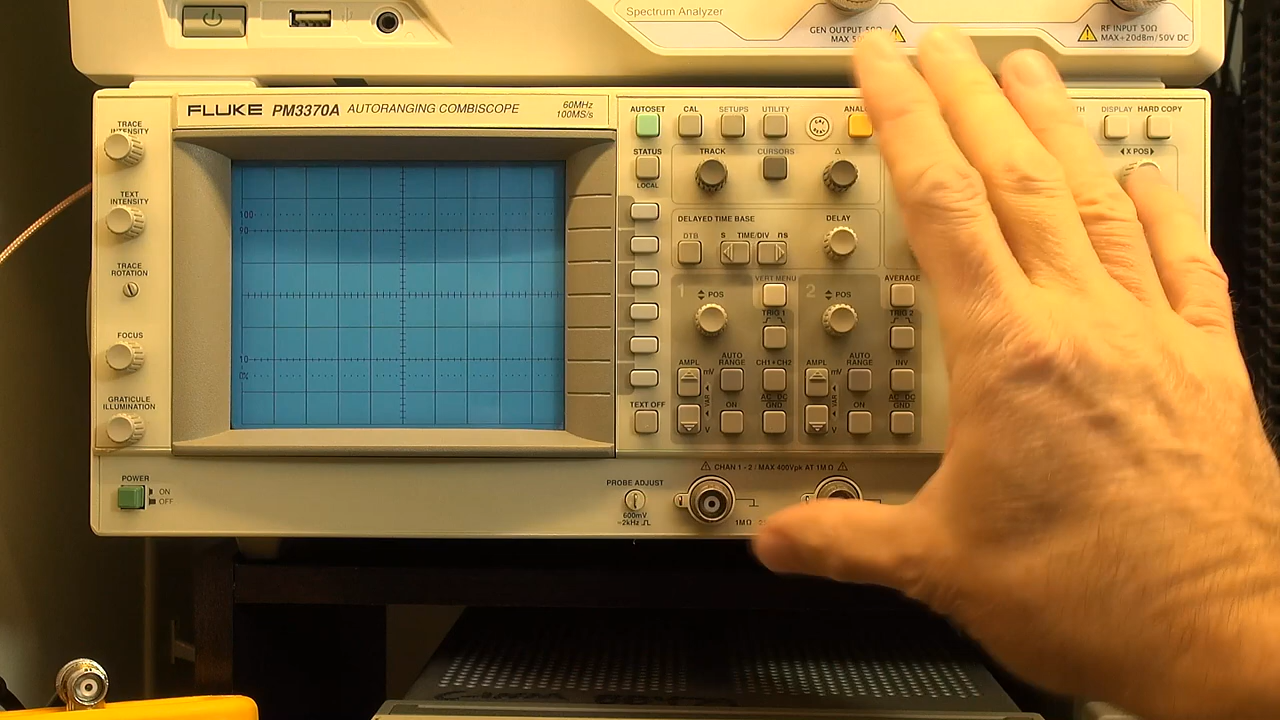 Spectrum Analyzer
GEN OUTPUT 50Ω
RF INPUT 50Ω
MAX+20dBm/50V DC
FLUKE PM3370A AUTORANGING COMBISCOPE
60MHz
100MS/s
TRACE
INTENSITY
TEXT
INTENSITY
TRACE
ROTATION
FOCUS
GRATICULE
ILLUMINATION
100
90
10
0%
AUTOSET
CAL
SETUPS
UTILITY
DISPLAY
HARD COPY
STATUS
LOCAL
TRACK
CURSORS
Δ
X POS
DELAYED TIME BASE
DELAY
DTB
S TIME/DIV ns
VERT MENU
AVERAGE
1 POS
2 POS
TRIG 1
TRIG 2
AMPL
mV
AUTO
RANGE
CH1+CH2
AMPL
mV
AUTO
RANGE
INV
VAR
ON
AC DC
GND
VAR
ON
AC DC
GND
V
V
TEXT OFF
POWER
ON
OFF
CHAN 1 - 2 / MAX 400Vpk AT 1M Ω
PROBE ADJUST
600mV
~2kHz
1MΩ